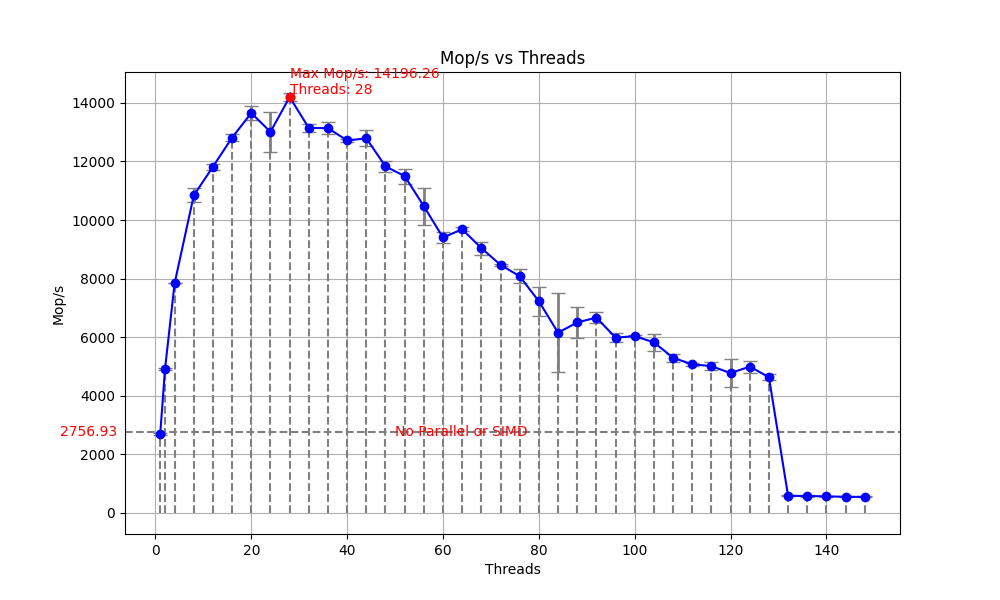 Mop/s vs Threads
Max Mop/s: 14196.26
Threads: 28
14000
12000
10000
8000
6000
4000
2756.93
No Parallel or SIMD
2000
0
Mop/s
0 20 40 60 80 100 120 140
Threads